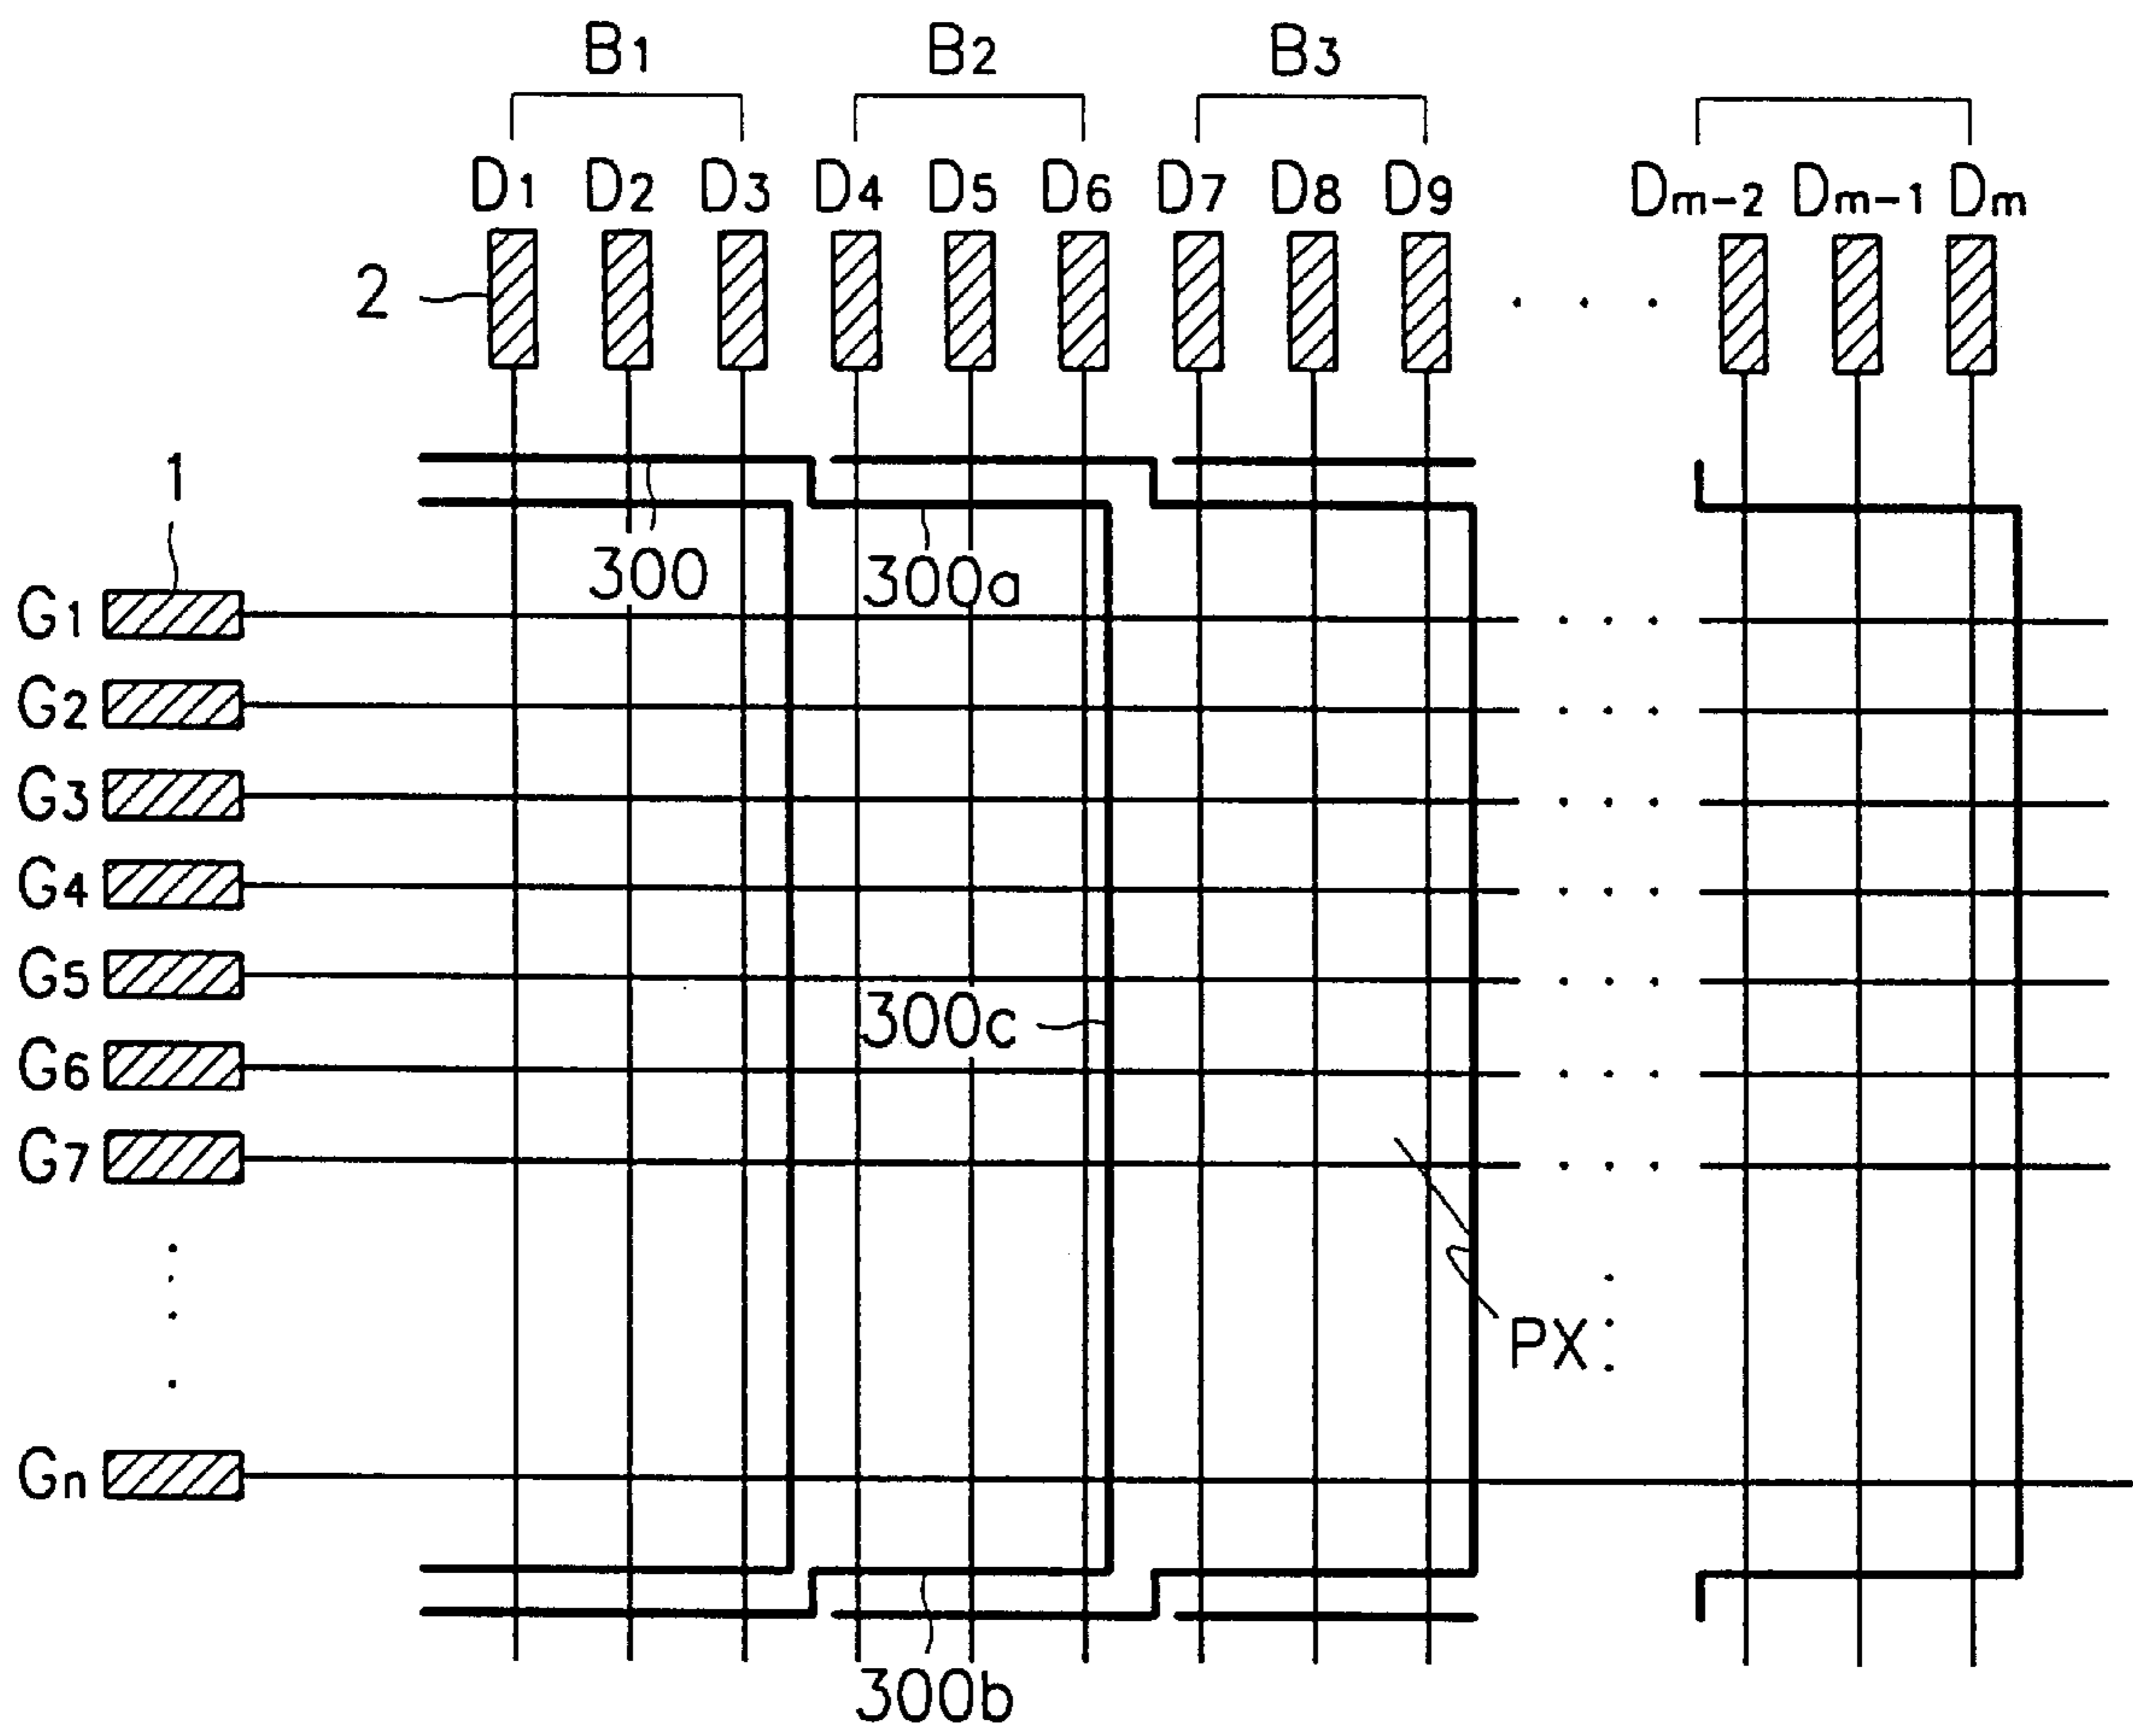 B1 B2 B3
D1 D2 D3 D4 D5 D6 D7 D8 D9 Dm-2 Dm-1 Dm
2
1
300 300a
G1
G2
G3
G4
G5
300c
G6
G7
PX
Gn
300b